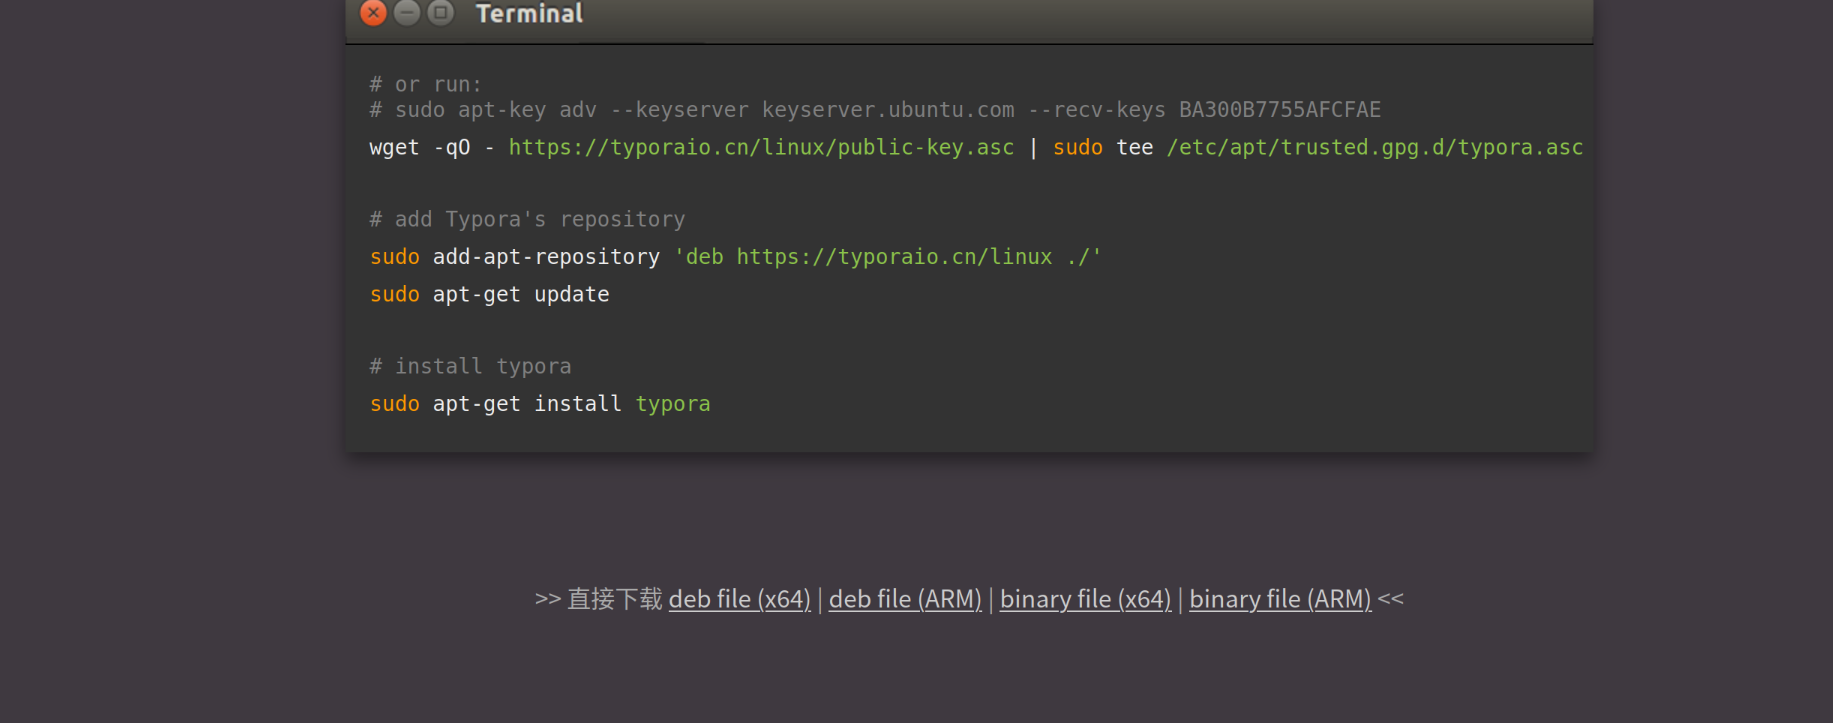 Terminal
# or run:
# sudo apt-key adv --keyserver keyserver.ubuntu.com --recv-keys BA300B7755AFCFAE
wget -qO - https://typoraio.cn/linux/public-key.asc | sudo tee /etc/apt/trusted.gpg.d/typora.asc
# add Typora's repository
sudo add-apt-repository 'deb https://typoraio.cn/linux ./'
sudo apt-get update
# install typora
sudo apt-get install typora
>> 直接下载 deb file (x64) | deb file (ARM) | binary file (x64) | binary file (ARM) <<